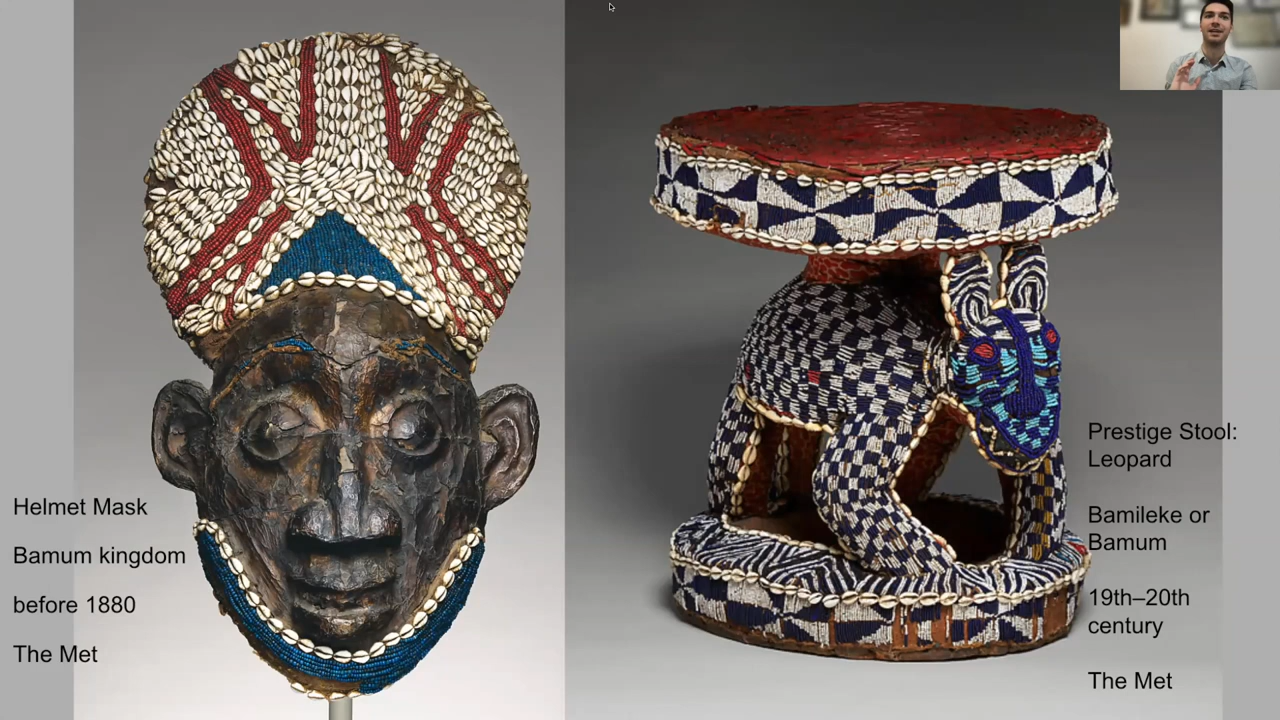 Helmet Mask
Bamum kingdom
before 1880
The Met
Prestige Stool:
Leopard
Bamileke or
Bamum
19th–20th
century
The Met